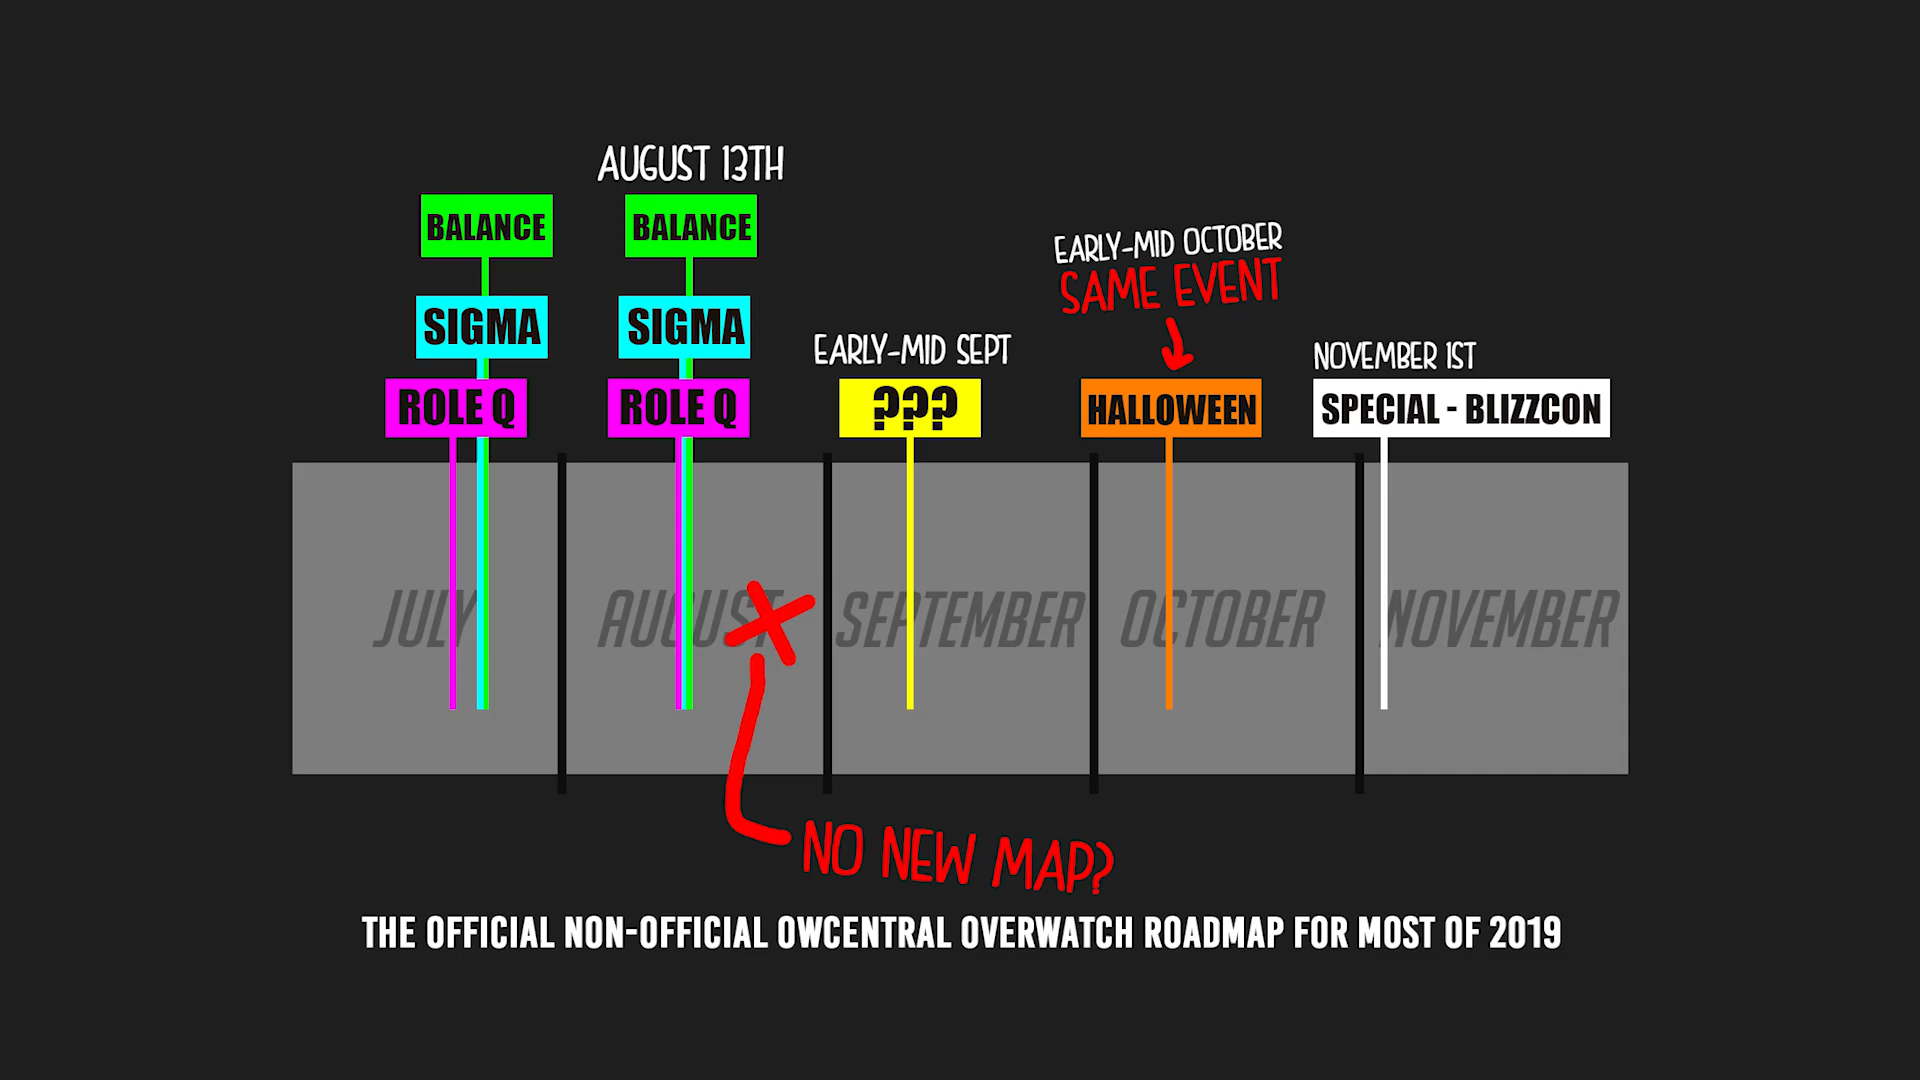 AUGUST 13TH
BALANCE
BALANCE
EARLY-MID OCTOBER
SAME EVENT
SIGMA
SIGMA
EARLY-MID SEPT
NOVEMBER 1ST
ROLE Q
ROLE Q
???
HALLOWEEN
SPECIAL - BLIZZCON
JULY
AUGUST
SEPTEMBER
OCTOBER
NOVEMBER
NO NEW MAP?
THE OFFICIAL NON-OFFICIAL OWCENTRAL OVERWATCH ROADMAP FOR MOST OF 2019